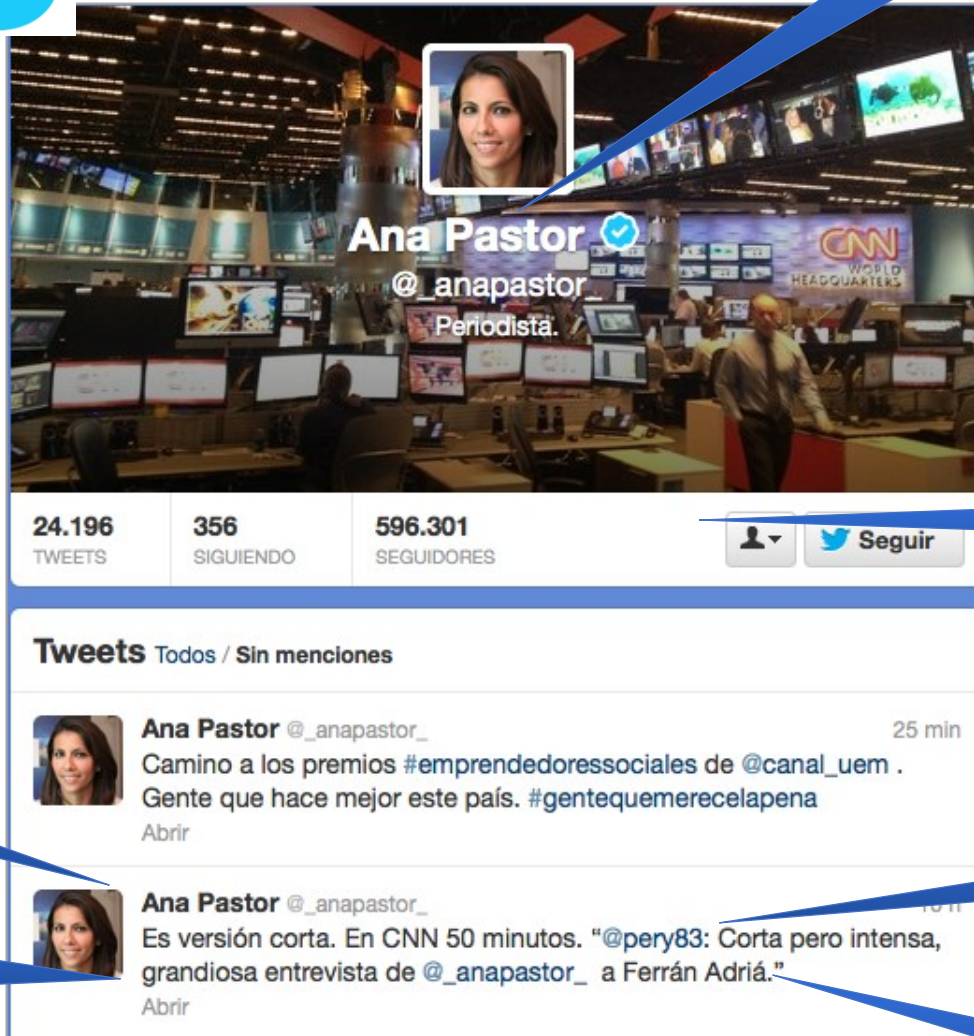 Ana Pastor
@_anapastor_
Periodista.
CNN
WORLD
HEADQUARTERS
24.196
TWEETS
356
SIGUIENDO
596.301
SEGUIDORES
Seguir
Tweets Todos / Sin menciones
Ana Pastor @_anapastor_ 25 min
Camino a los premios #emprendedoressociales de @canal_uem .
Gente que hace mejor este país. #gentequemerecelapena
Abrir
Ana Pastor @_anapastor_
Es versión corta. En CNN 50 minutos. “@pery83: Corta pero intensa,
grandiosa entrevista de @_anapastor_ a Ferrán Adriá.”
Abrir